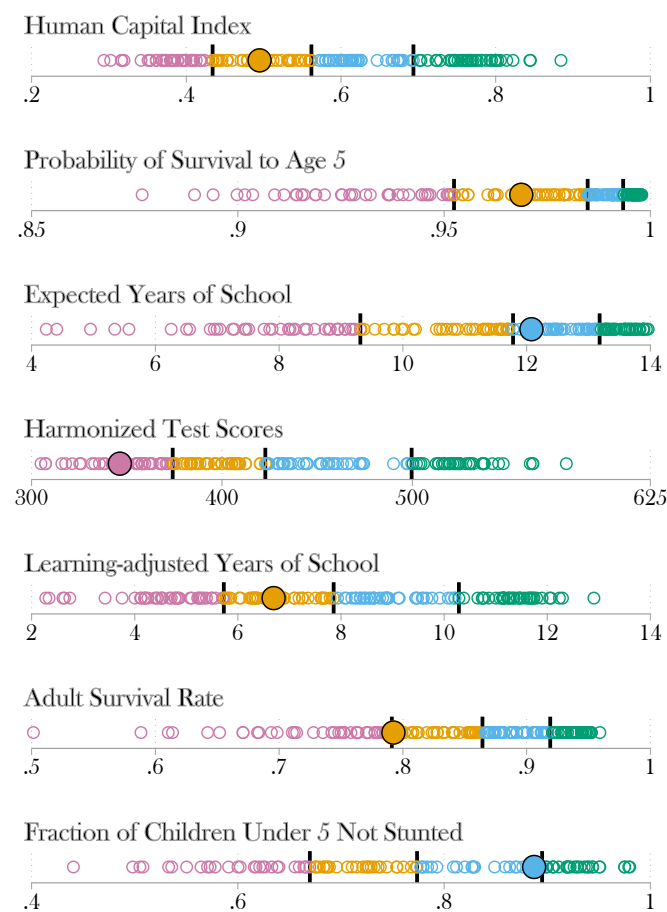 Human Capital Index
.2 .4 .6 .8 1
Probability of Survival to Age 5
.85 .9 .95 1
Expected Years of School
4 6 8 10 12 14
Harmonized Test Scores
300 400 500 625
Learning-adjusted Years of School
2 4 6 8 10 12 14
Adult Survival Rate
.5 .6 .7 .8 .9 1
Fraction of Children Under 5 Not Stunted
.4 .6 .8 1